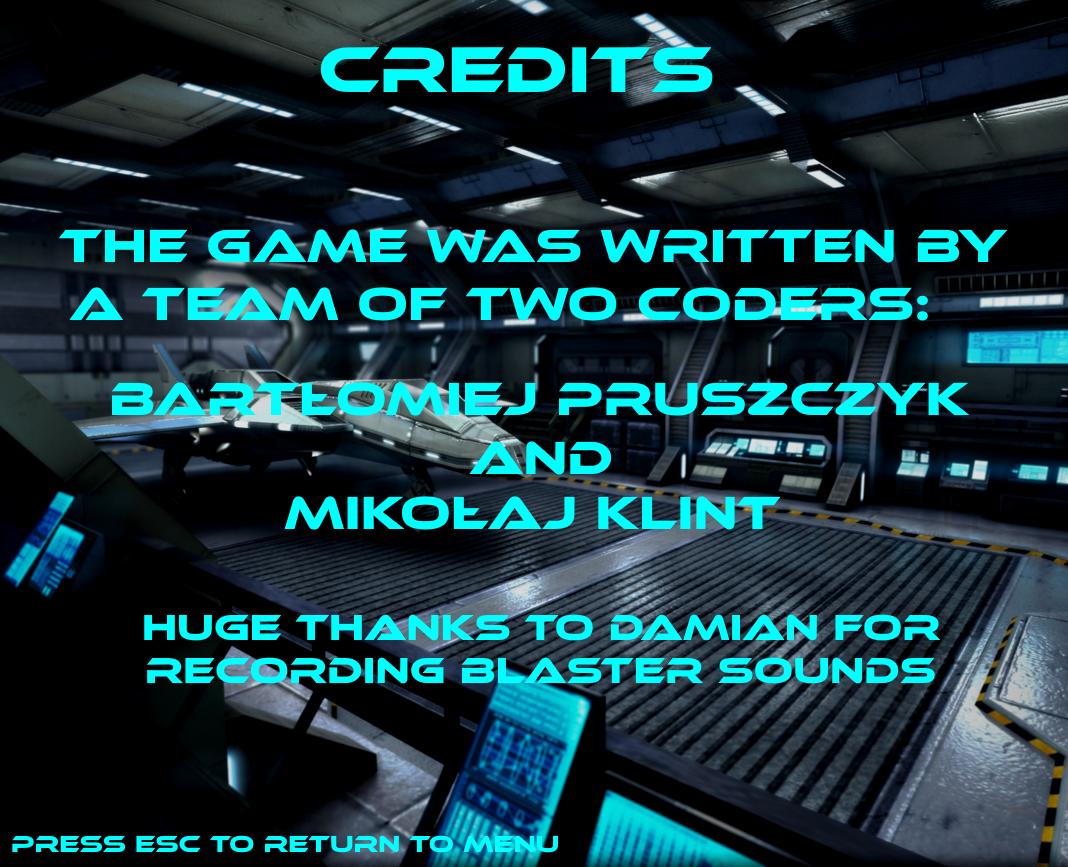 CREDITS
THE GAME WAS WRITTEN BY
A TEAM OF TWO CODERS:
BARTŁOMIEJ PRUSZCZYK
AND
MIKOŁAJ KLINT
HUGE THANKS TO DAMIAN FOR
RECORDING BLASTER SOUNDS
PRESS ESC TO RETURN TO MENU